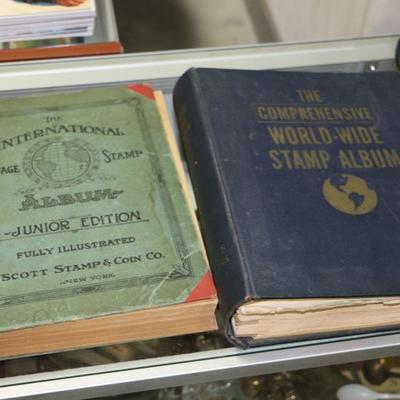 THE
INTERNATIONAL
STAMP
ALBUM
JUNIOR EDITION
FULLY ILLUSTRATED
SCOTT STAMP & COIN CO.
NEW YORK
THE
COMPREHENSIVE
WORLD-WIDE
STAMP ALBUM